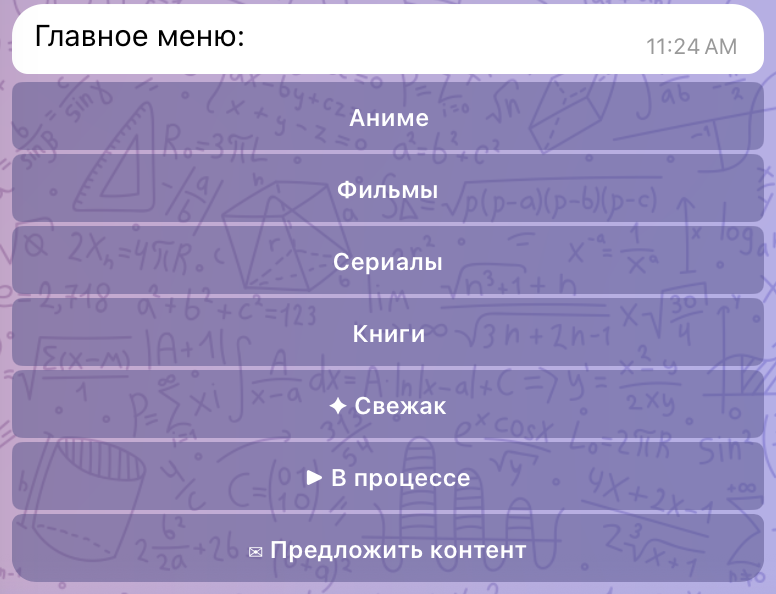 Главное меню:
11:24 AM
Аниме
Фильмы
Сериалы
Книги
✦ Свежак
▶ В процессе
✉ Предложить контент